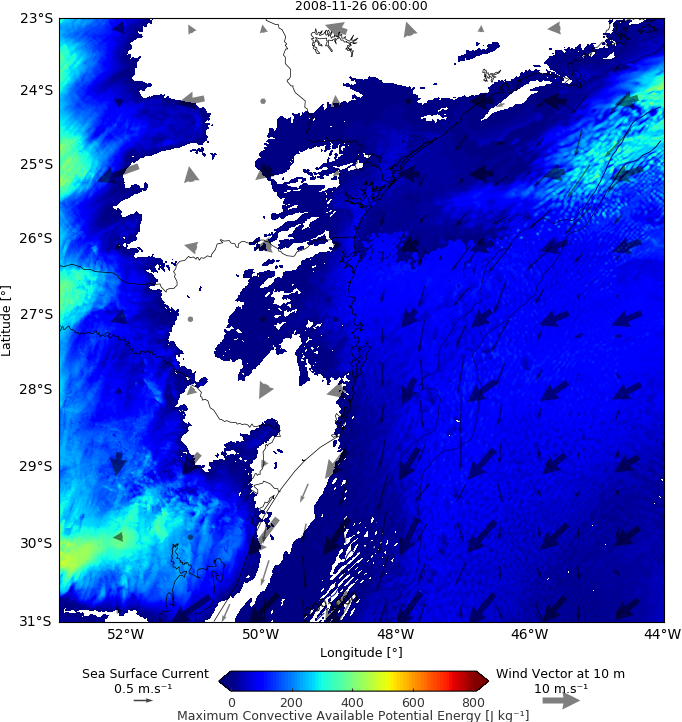 2008-11-26 06:00:00
23°S
24°S
25°S
26°S
27°S
28°S
29°S
30°S
31°S
Latitude [°]
52°W 50°W 48°W 46°W 44°W
Longitude [°]
Sea Surface Current
0.5 m.s⁻¹
Wind Vector at 10 m
10 m.s⁻¹
0 200 400 600 800
Maximum Convective Available Potential Energy [J kg⁻¹]